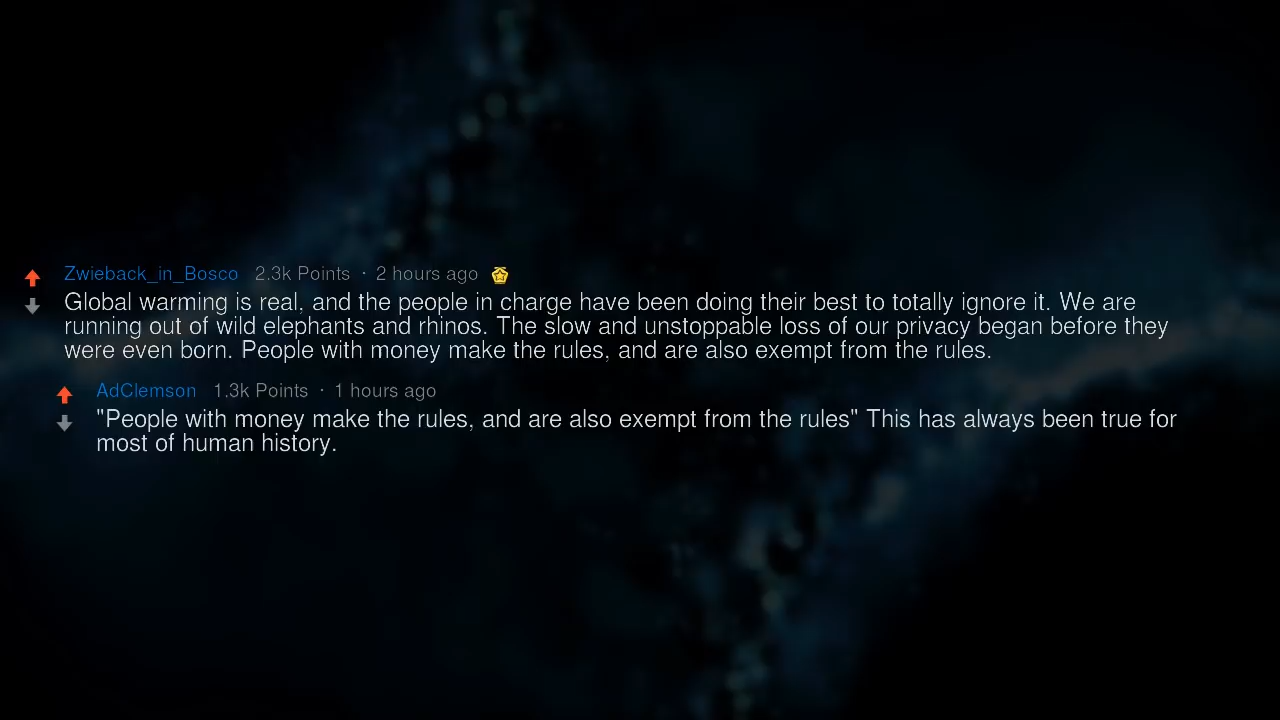 Zwieback_in_Bosco 2.3k Points · 2 hours ago
Global warming is real, and the people in charge have been doing their best to totally ignore it. We are
running out of wild elephants and rhinos. The slow and unstoppable loss of our privacy began before they
were even born. People with money make the rules, and are also exempt from the rules.
AdClemson 1.3k Points · 1 hours ago
"People with money make the rules, and are also exempt from the rules" This has always been true for
most of human history.